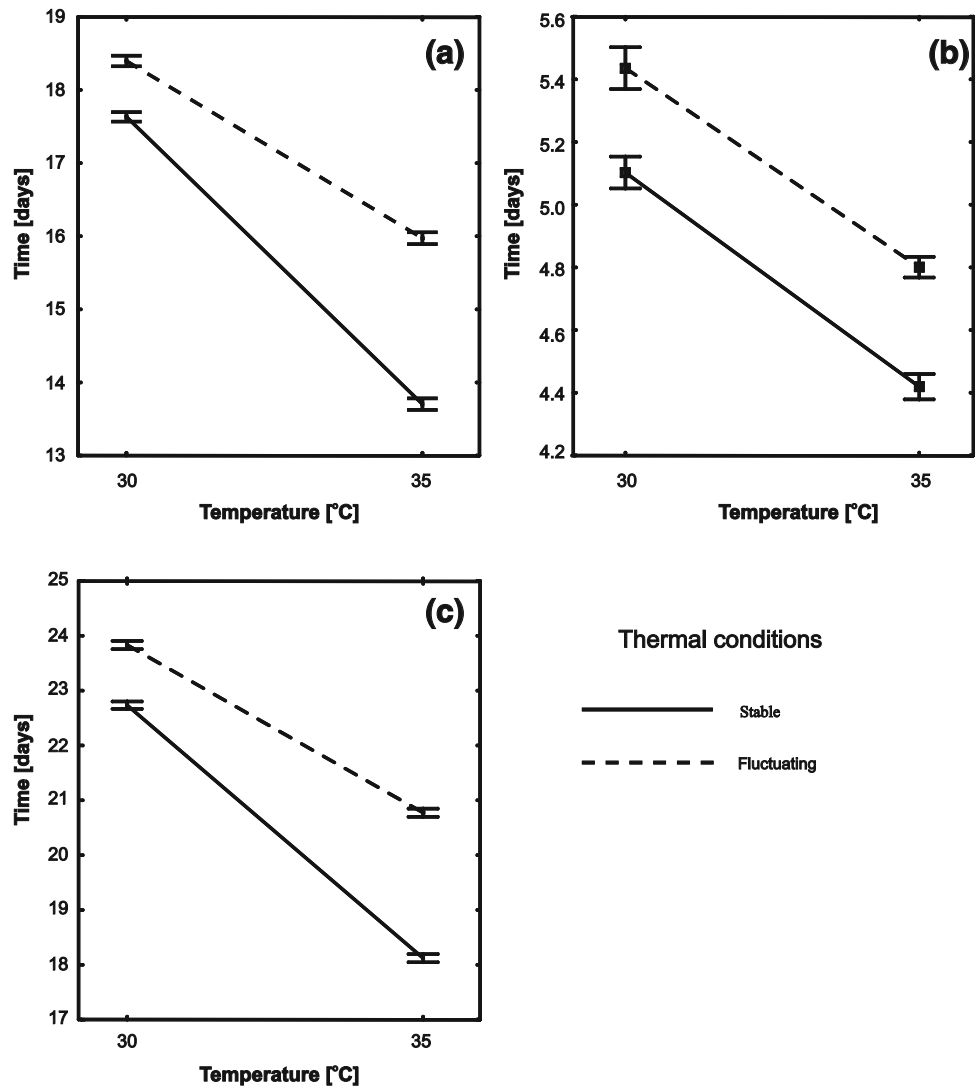 (a)
19
18
17
16
15
14
13
Time [days]
30 35
Temperature [°C]
(b)
5.6
5.4
5.2
5.0
4.8
4.6
4.4
4.2
Time [days]
30 35
Temperature [°C]
(c)
25
24
23
22
21
20
19
18
17
Time [days]
30 35
Temperature [°C]
Thermal conditions
Stable
Fluctuating